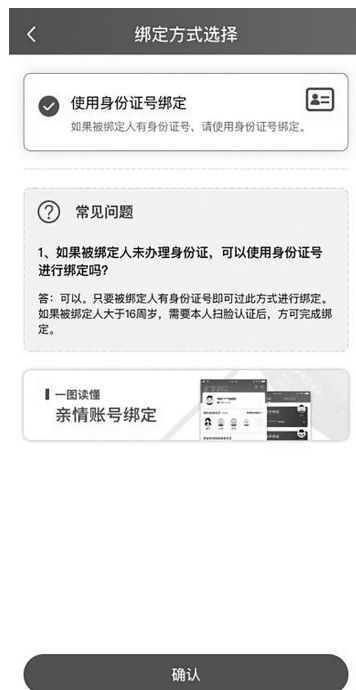 绑定方式选择
使用身份证号绑定
如果被绑定人有身份证号，请使用身份证号绑定。
常见问题
1、如果被绑定人未办理身份证，可以使用身份证号
进行绑定吗？
答：可以。只要被绑定人有身份证号即可过此方式进行绑定。
如果被绑定人大于16周岁，需要本人扫脸认证后，方可完成绑
定。
一图读懂
亲情账号绑定
确认